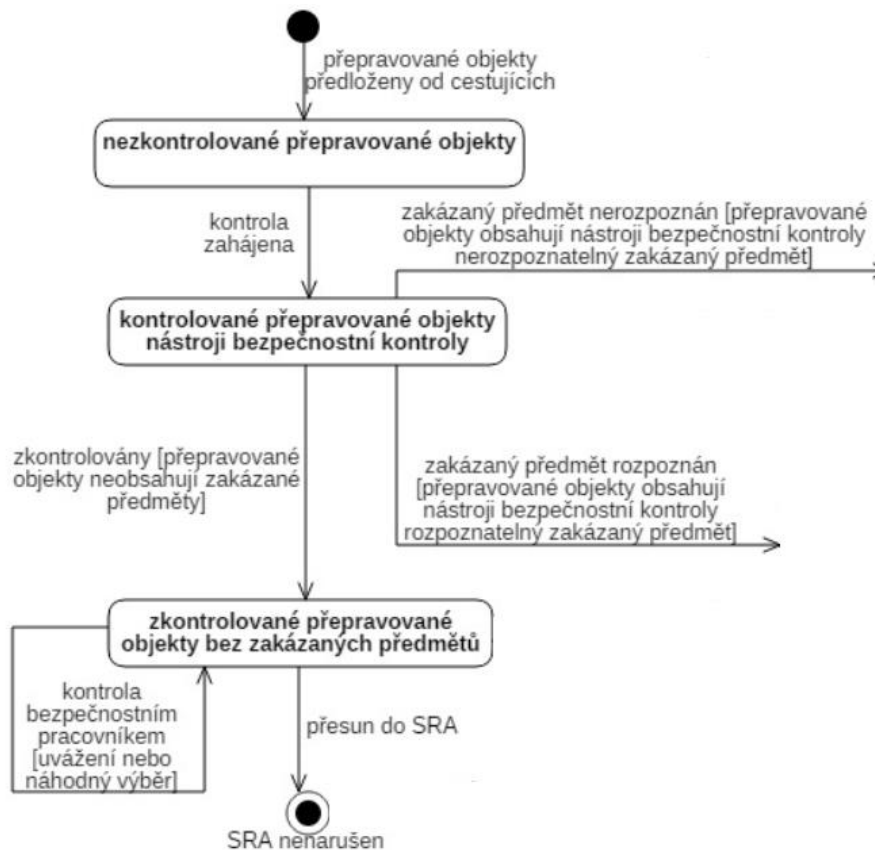 přepravované objekty
předloženy od cestujících
nezkontrolované přepravované objekty
kontrola
zahájena
zakázaný předmět nerozpoznán [přepravované
objekty obsahují nástroji bezpečnostní kontroly
nerozpoznatelný zakázaný předmět]
kontrolované přepravované objekty
nástroji bezpečnostní kontroly
zkontrolovány [přepravované
objekty neobsahují zakázané
předměty]
zakázaný předmět rozpoznán
[přepravované objekty obsahují
nástroji bezpečnostní kontroly
rozpoznatelný zakázaný předmět]
zkontrolované přepravované
objekty bez zakázaných předmětů
kontrola
bezpečnostním
pracovníkem
[uvážení nebo
náhodný výběr]
přesun do SRA
SRA nenarušen